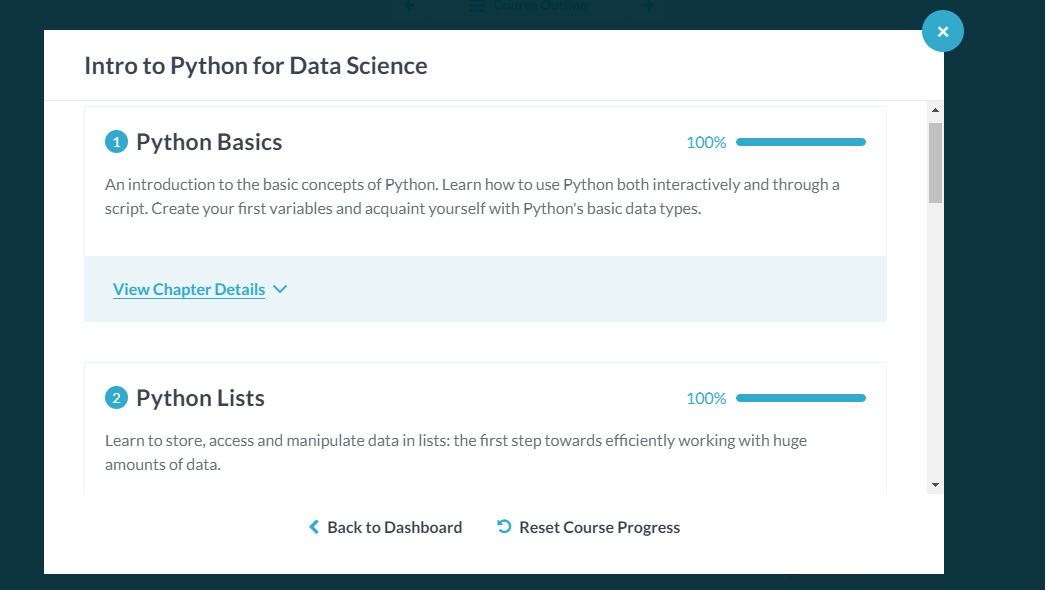 Course Outline
Intro to Python for Data Science
1 Python Basics 100%
An introduction to the basic concepts of Python. Learn how to use Python both interactively and through a
script. Create your first variables and acquaint yourself with Python's basic data types.
View Chapter Details
2 Python Lists 100%
Learn to store, access and manipulate data in lists: the first step towards efficiently working with huge
amounts of data.
Back to Dashboard Reset Course Progress